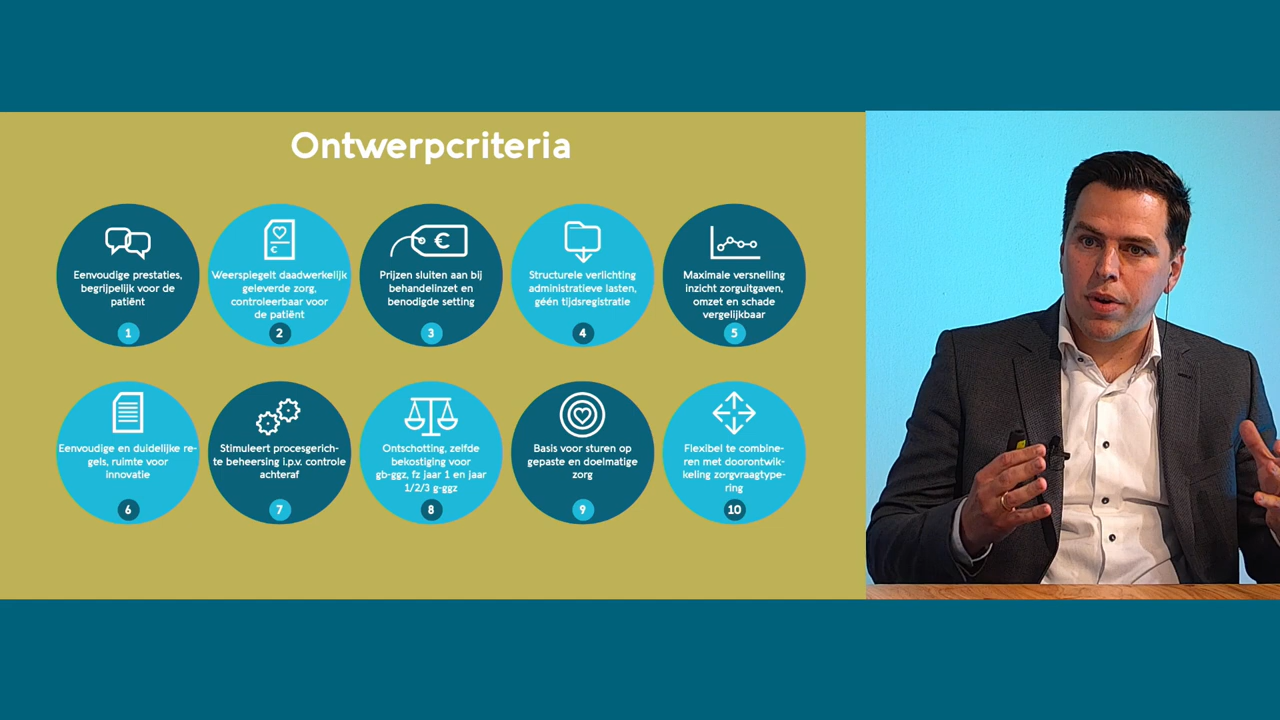 Ontwerpcriteria
Eenvoudige prestaties,
begrijpelijk voor de
patiënt
1
Weerspiegelt daadwerkelijk
geleverde zorg,
controleerbaar voor
de patiënt
2
Prijzen sluiten aan bij
behandelinzet en
benodigde setting
3
Structurele verlichting
administratieve lasten,
géén tijdsregistratie
4
Maximale versnelling
inzicht zorguitgaven,
omzet en schade
vergelijkbaar
5
Eenvoudige en duidelijke re-
gels, ruimte voor
innovatie
6
Stimuleert procesgerich-
te beheersing i.p.v. controle
achteraf
7
Ontschotting, zelfde
bekostiging voor
gb-ggz, fz jaar 1 en jaar
1/2/3 g-ggz
8
Basis voor sturen op
gepaste en doelmatige
zorg
9
Flexibel te combine-
ren met doorontwik-
keling zorgvraagtype-
ring
10